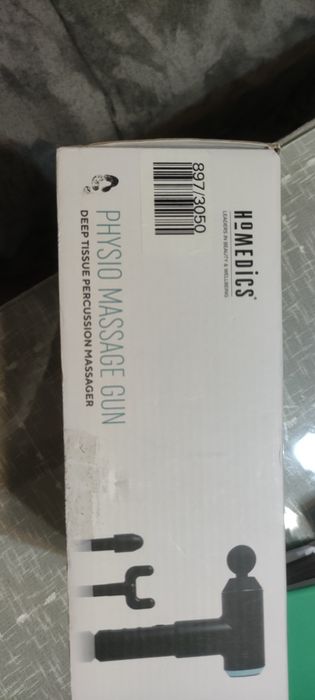 HoMEDiCS
LEADERS IN BEAUTY & WELLBEING
897/3050
PHYSIO MASSAGE GUN
DEEP TISSUE PERCUSSION MASSAGER